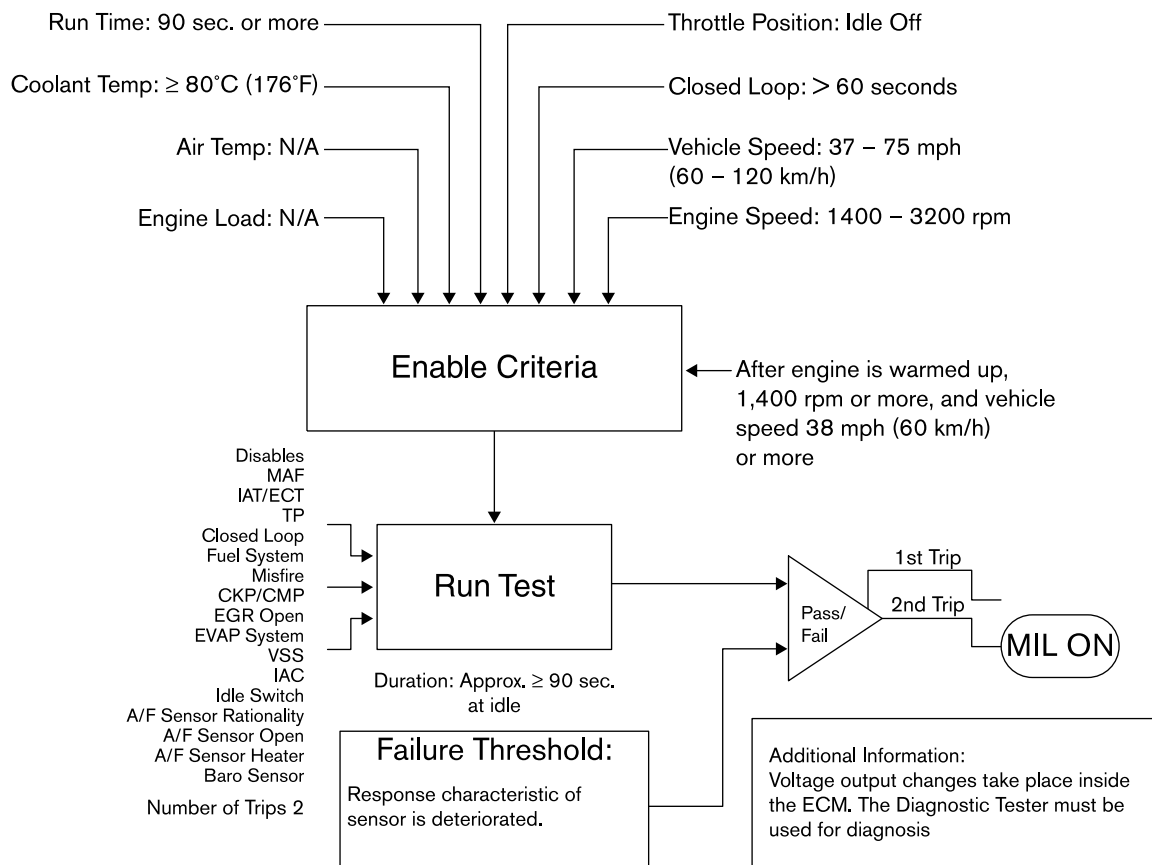 Run Time: 90 sec. or more
Throttle Position: Idle Off
Coolant Temp: ≥ 80°C (176°F)
Closed Loop: > 60 seconds
Air Temp: N/A
Vehicle Speed: 37 – 75 mph
(60 – 120 km/h)
Engine Load: N/A
Engine Speed: 1400 – 3200 rpm
Enable Criteria
After engine is warmed up,
1,400 rpm or more, and vehicle
speed 38 mph (60 km/h)
or more
Disables
MAF
IAT/ECT
TP
Closed Loop
Fuel System
Misfire
CKP/CMP
EGR Open
EVAP System
VSS
IAC
Idle Switch
A/F Sensor Rationality
A/F Sensor Open
A/F Sensor Heater
Baro Sensor
Number of Trips 2
Run Test
Duration: Approx. ≥ 90 sec.
at idle
Pass/
Fail
1st Trip
2nd Trip
MIL ON
Failure Threshold:
Response characteristic of
sensor is deteriorated.
Additional Information:
Voltage output changes take place inside
the ECM. The Diagnostic Tester must be
used for diagnosis